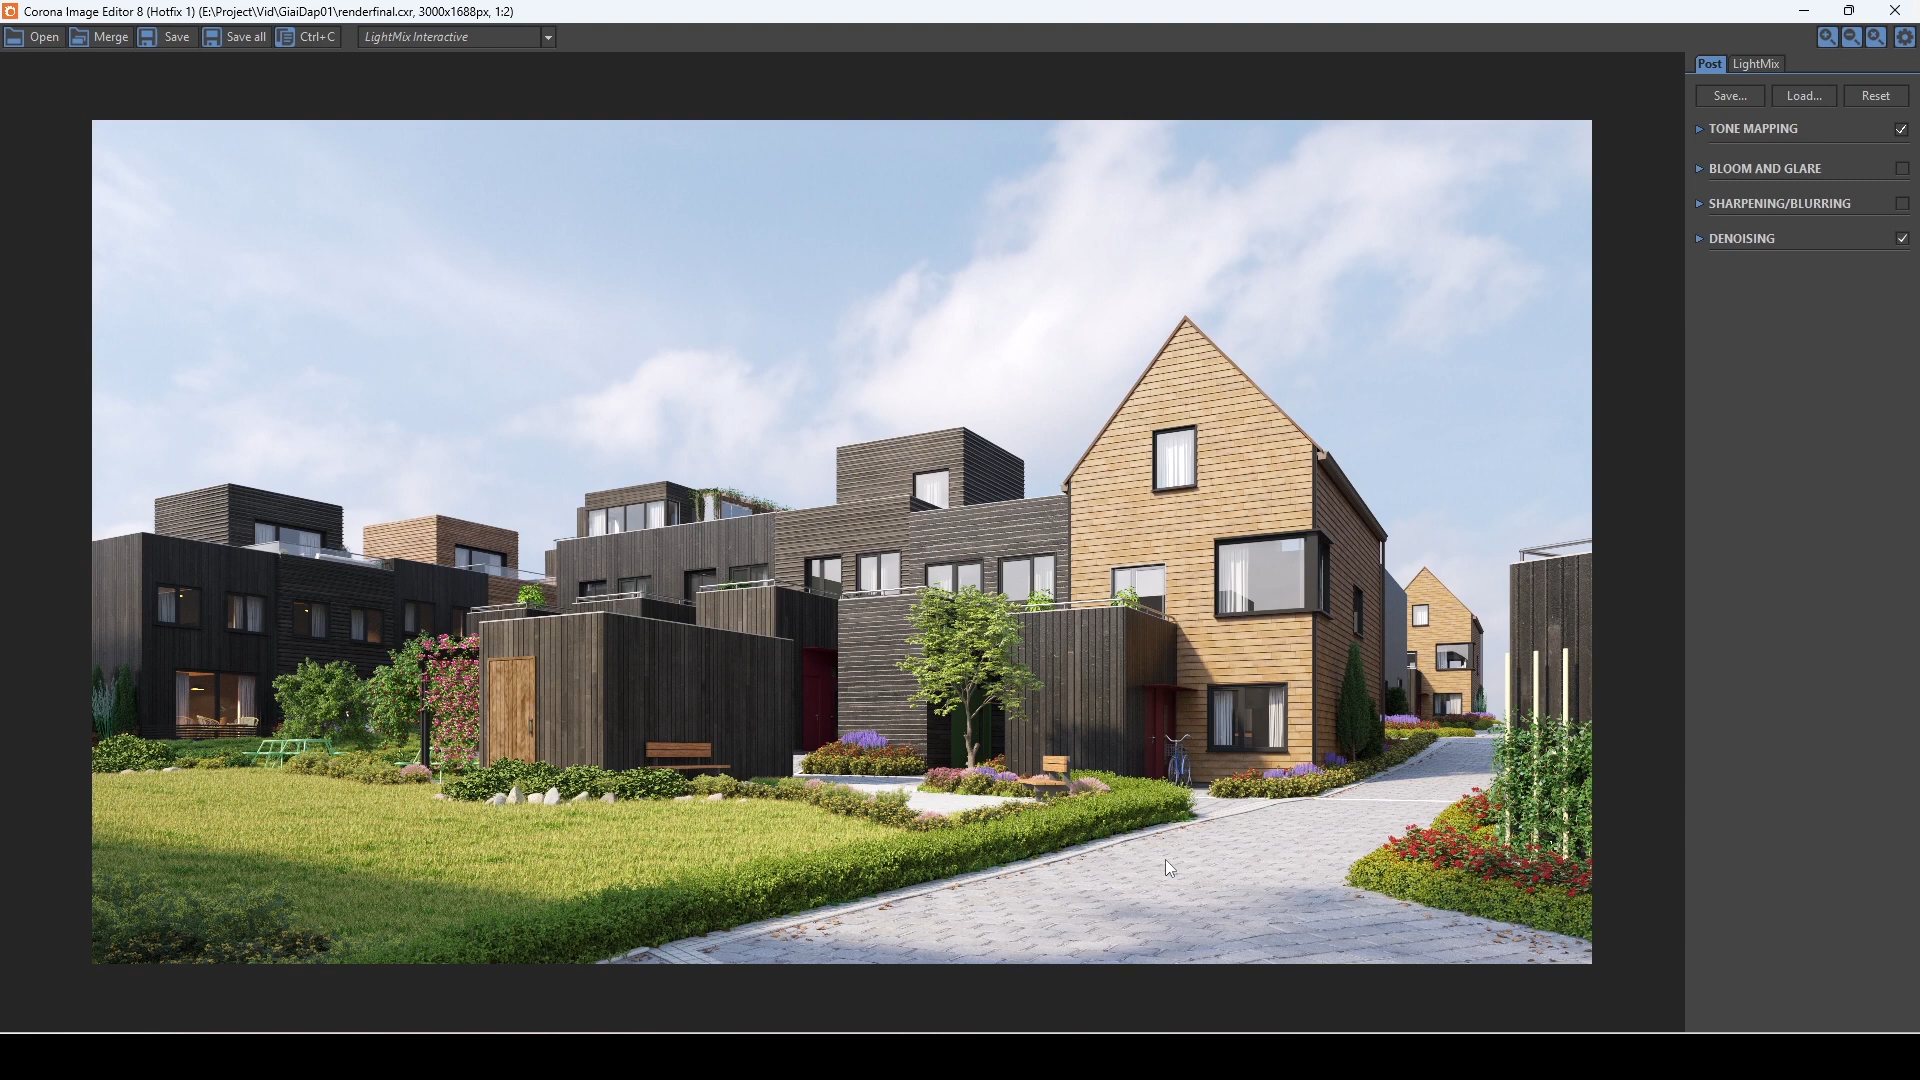 Corona Image Editor 8 (Hotfix 1) (E:\Project\Vid\GiaiDap01\renderfinal.cxr, 3000x1688px, 1:2)
Open Merge Save Save all Ctrl+C LightMix Interactive
Post LightMix
Save... Load... Reset
TONE MAPPING
BLOOM AND GLARE
SHARPENING/BLURRING
DENOISING